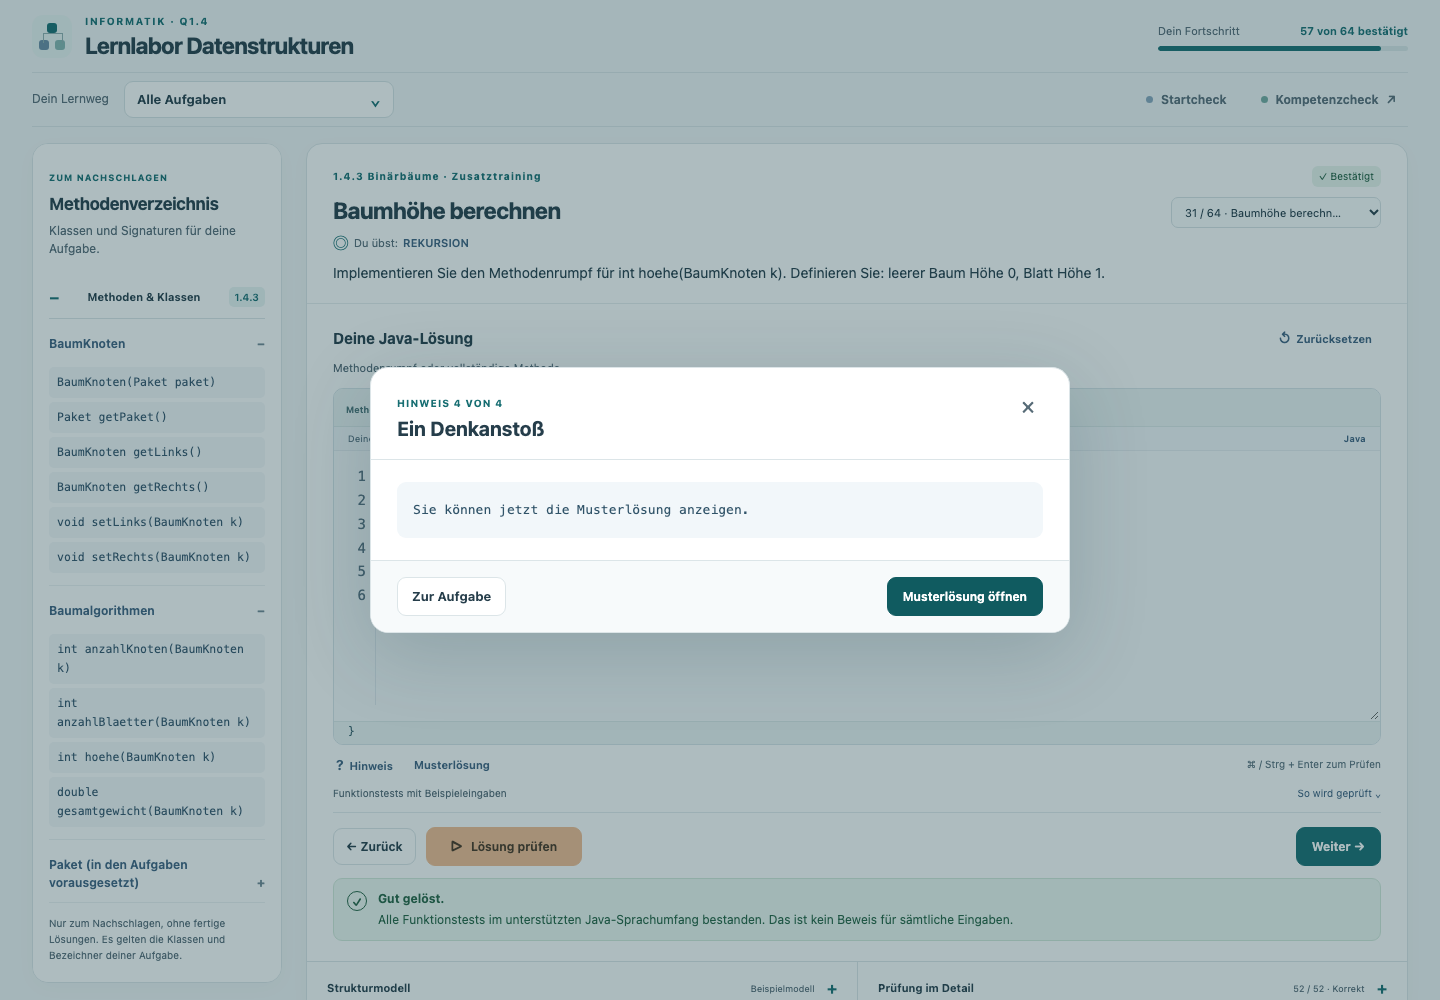 INFORMATIK · Q1.4
Lernlabor Datenstrukturen
Dein Fortschritt
57 von 64 bestätigt
Dein Lernweg
Alle Aufgaben
Startcheck
Kompetenzcheck
ZUM NACHSCHLAGEN
Methodenverzeichnis
Klassen und Signaturen für deine
Aufgabe.
Methoden & Klassen
1.4.3
BaumKnoten
BaumKnoten(Paket paket)
Paket getPaket()
BaumKnoten getLinks()
BaumKnoten getRechts()
void setLinks(BaumKnoten k)
void setRechts(BaumKnoten k)
Baumalgorithmen
int anzahlKnoten(BaumKnoten
k)
int
anzahlBlaetter(BaumKnoten k)
int hoehe(BaumKnoten k)
double
gesamtgewicht(BaumKnoten k)
Paket (in den Aufgaben
vorausgesetzt)
Nur zum Nachschlagen, ohne fertige
Lösungen. Es gelten die Klassen und
Bezeichner deiner Aufgabe.
1.4.3 Binärbäume · Zusatztraining
✓ Bestätigt
Baumhöhe berechnen
31 / 64 · Baumhöhe berechn...
Du übst: REKURSION
Implementieren Sie den Methodenrumpf für int hoehe(BaumKnoten k). Definieren Sie: leerer Baum Höhe 0, Blatt Höhe 1.
Deine Java-Lösung
Zurücksetzen
Java
1
2
3
4
5
6
}
HINWEIS 4 VON 4
Ein Denkanstoß
Sie können jetzt die Musterlösung anzeigen.
Zur Aufgabe
Musterlösung öffnen
? Hinweis
Musterlösung
⌘ / Strg + Enter zum Prüfen
Funktionstests mit Beispieleingaben
So wird geprüft
← Zurück
Lösung prüfen
Weiter →
Gut gelöst.
Alle Funktionstests im unterstützten Java-Sprachumfang bestanden. Das ist kein Beweis für sämtliche Eingaben.
Strukturmodell
Beispielmodell +
Prüfung im Detail
52 / 52 · Korrekt +